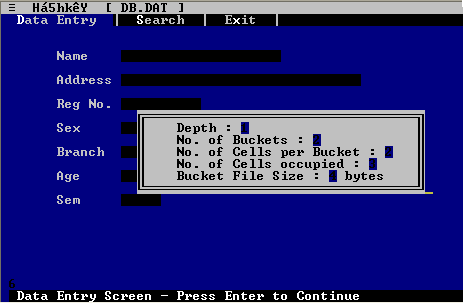 ≡ Há5hkêY [ DB.DAT ]
Data Entry Search Exit
Name
Address
Reg No.
Sex
Branch
Age
Sem
Depth :
No. of Buckets :
No. of Cells per Bucket :
No. of Cells occupied :
Bucket File Size : bytes
Data Entry Screen - Press Enter to Continue